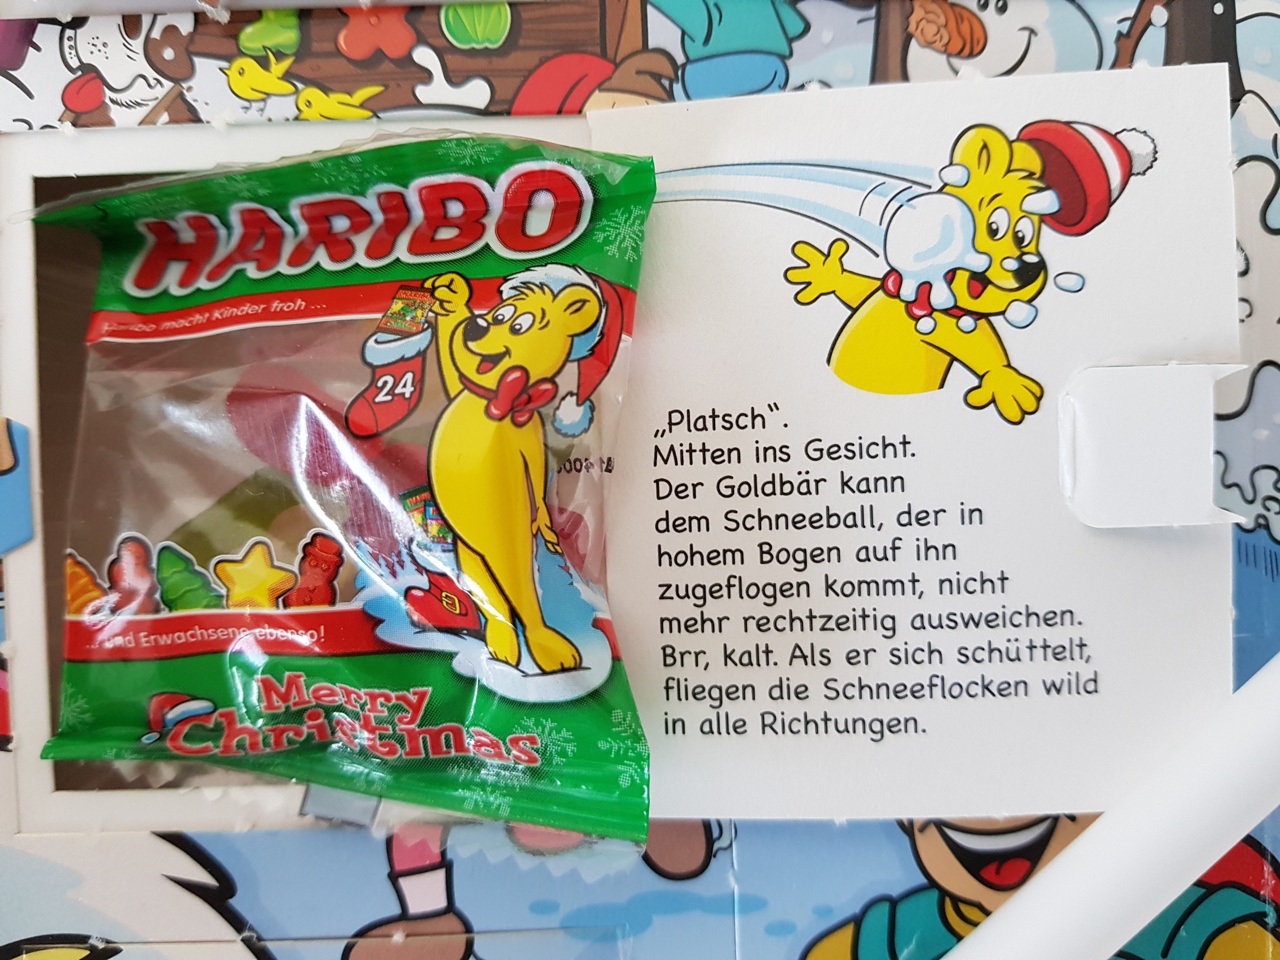 HARIBO
Haribo macht Kinder froh ...
24
... und Erwachsene ebenso!
Merry
Christmas
„Platsch“.
Mitten ins Gesicht.
Der Goldbär kann
dem Schneeball, der in
hohem Bogen auf ihn
zugeflogen kommt, nicht
mehr rechtzeitig ausweichen.
Brr, kalt. Als er sich schüttelt,
fliegen die Schneeflocken wild
in alle Richtungen.